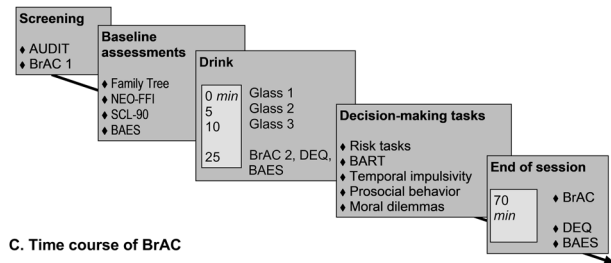 Screening
♦ AUDIT
♦ BrAC 1
Baseline
assessments
♦ Family Tree
♦ NEO-FFI
♦ SCL-90
♦ BAES
Drink
0 min Glass 1
5 Glass 2
10 Glass 3
25 BrAC 2, DEQ,
BAES
Decision-making tasks
♦ Risk tasks
♦ BART
♦ Temporal impulsivity
♦ Prosocial behavior
♦ Moral dilemmas
End of session
70 ♦ BrAC
min
♦ DEQ
♦ BAES
C. Time course of BrAC